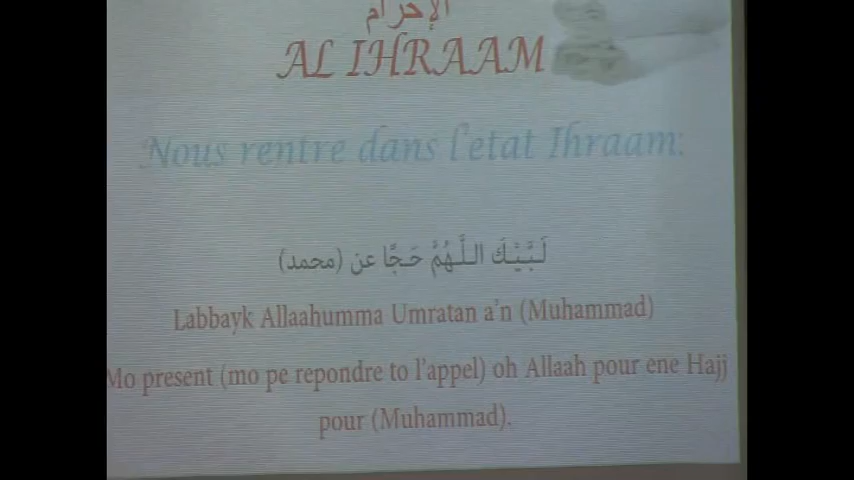 الإحرام
AL IHRAAM
Nous rentre dans l'etat Ihraam:
لَبَّيْكَ اللَّهُمَّ حَجًّا عن (محمد)
Labbayk Allaahumma Umratan a'n (Muhammad)
Mo present (mo pe repondre to l'appel) oh Allaah pour ene Hajj
pour (Muhammad).